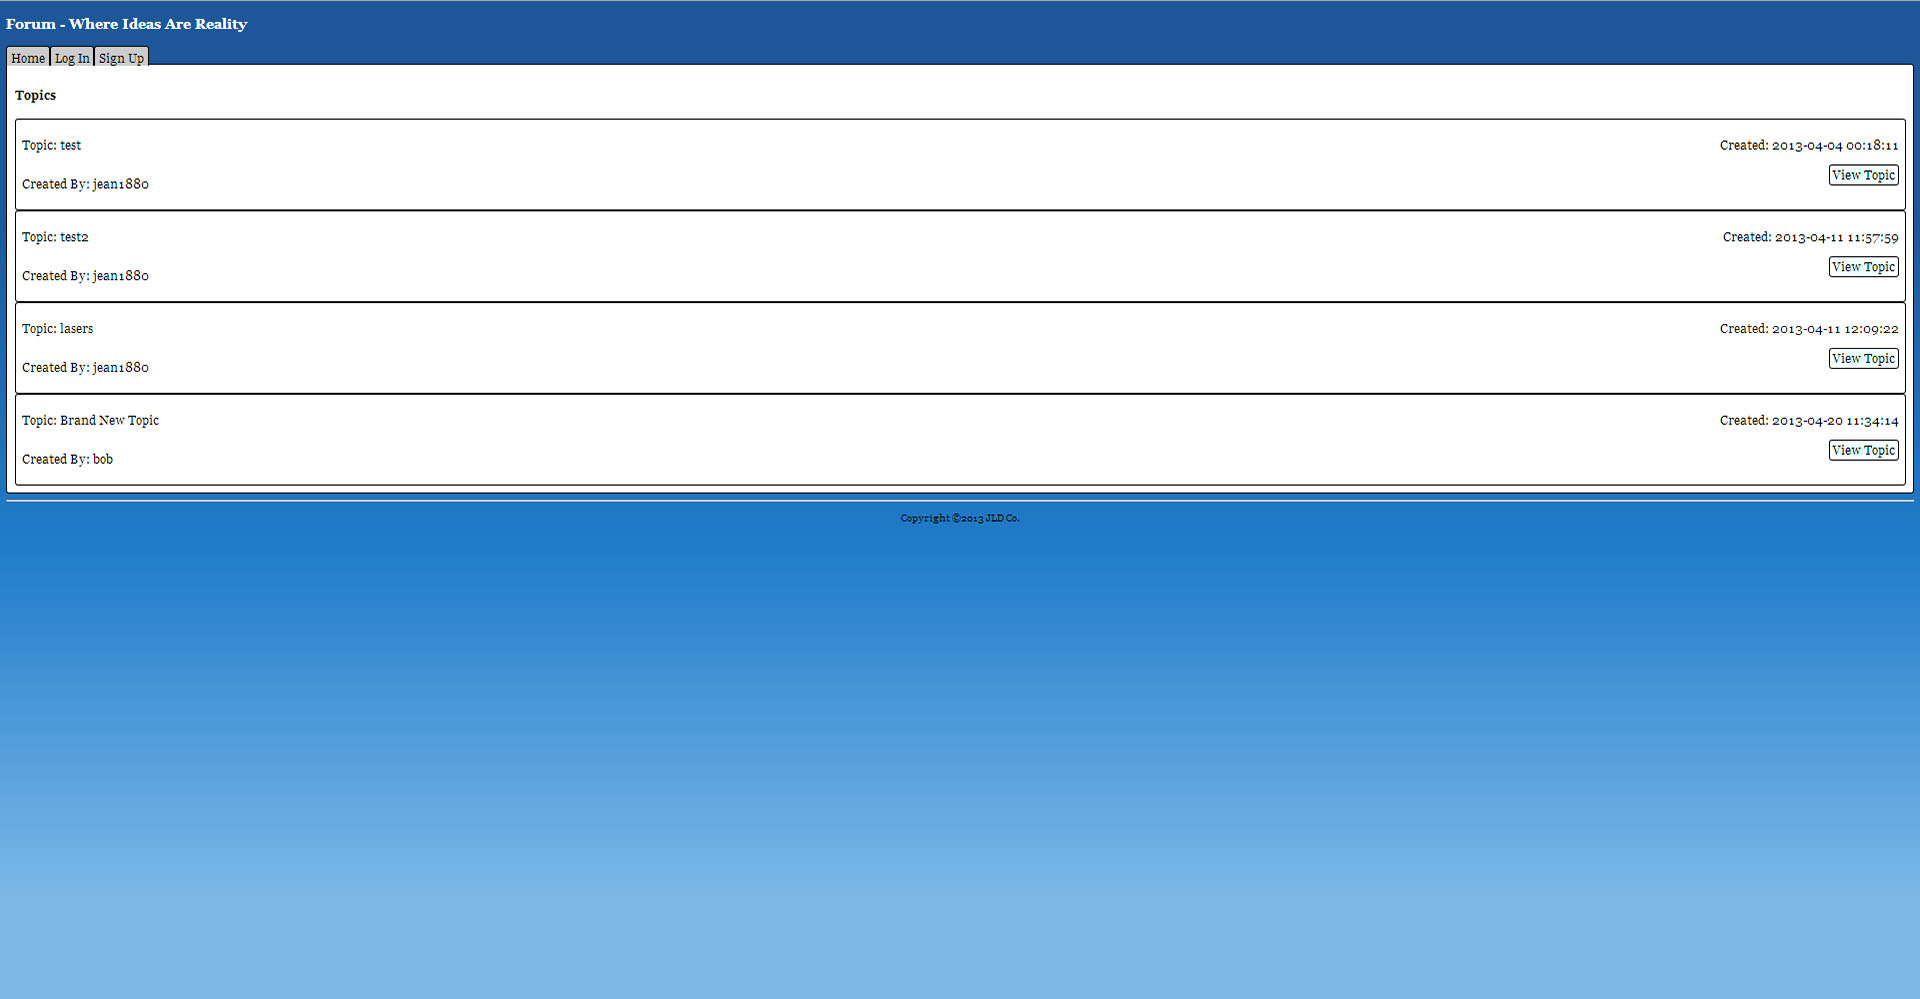 Forum - Where Ideas Are Reality
Home Log In Sign Up
Topics
Topic: test Created: 2013-04-04 00:18:11
Created By: jean1880 View Topic
Topic: test2 Created: 2013-04-11 11:57:59
Created By: jean1880 View Topic
Topic: lasers Created: 2013-04-11 12:09:22
Created By: jean1880 View Topic
Topic: Brand New Topic Created: 2013-04-20 11:34:14
Created By: bob View Topic
Copyright ©2013 JLD Co.